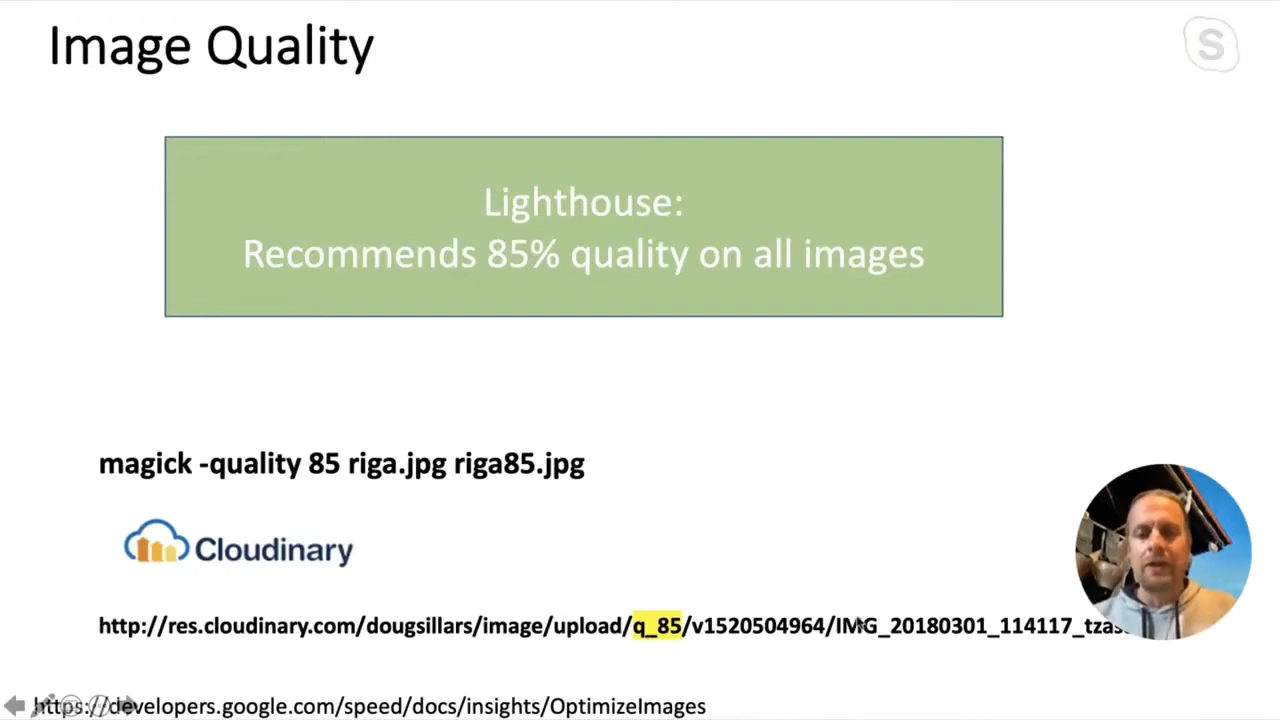 Image Quality
S
Lighthouse:
Recommends 85% quality on all images
magick -quality 85 riga.jpg riga85.jpg
Cloudinary
http://res.cloudinary.com/dougsillars/image/upload/q_85/v1520504964/IMG_20180301_114117_tzas
https://developers.google.com/speed/docs/insights/OptimizeImages